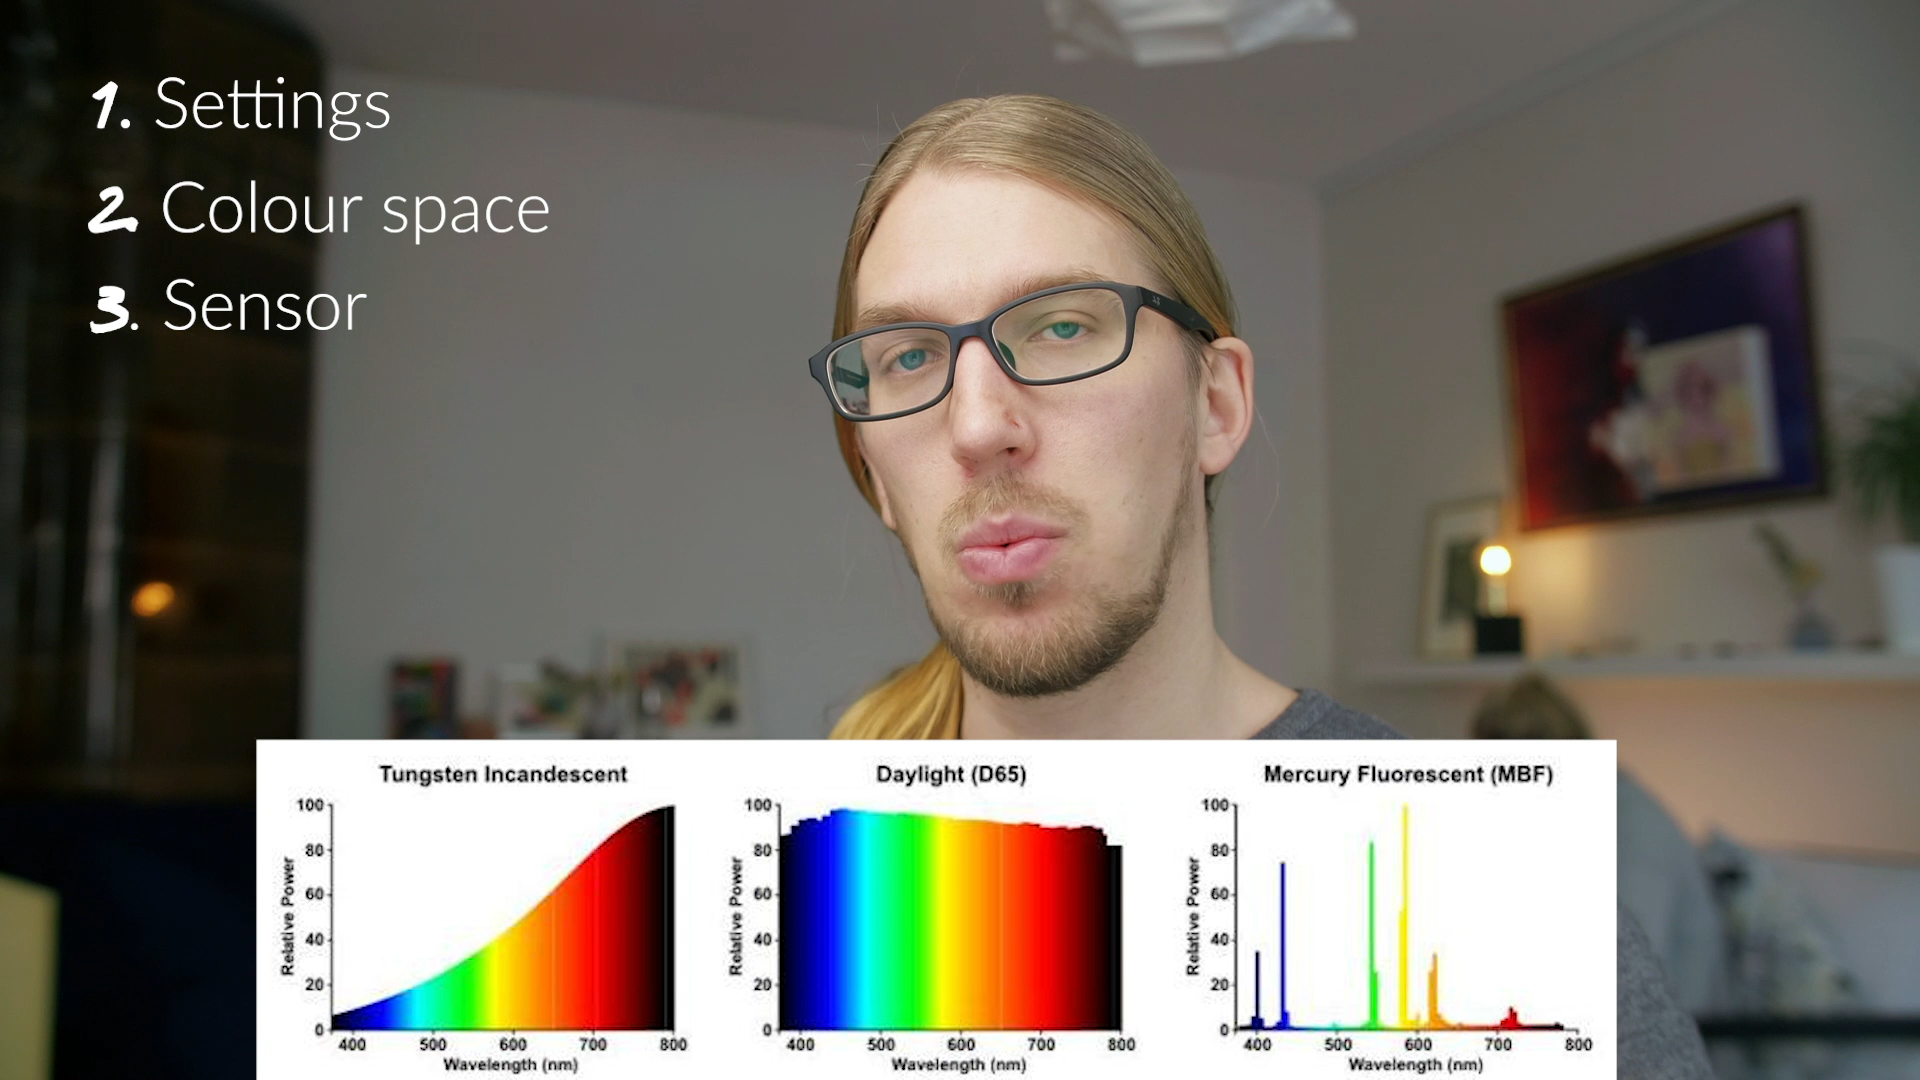 1. Settings
2. Colour space
3. Sensor
Tungsten Incandescent
100
80
60
40
20
0
Relative Power
400 500 600 700 800
Wavelength (nm)
Daylight (D65)
100
80
60
40
20
0
Relative Power
400 500 600 700 800
Wavelength (nm)
Mercury Fluorescent (MBF)
100
80
60
40
20
0
Relative Power
400 500 600 700 800
Wavelength (nm)